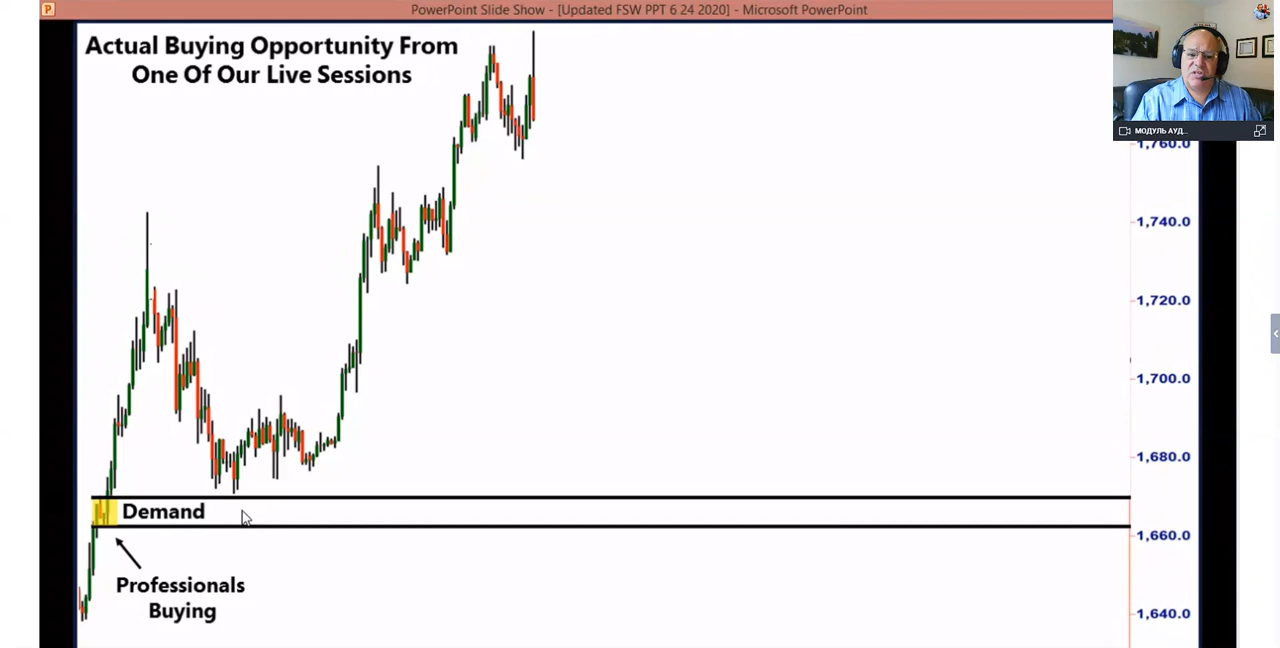 PowerPoint Slide Show - [Updated FSW PPT 6 24 2020] - Microsoft PowerPoint
Actual Buying Opportunity From
One Of Our Live Sessions
МОДУЛЬ АУД...
1,760.0
1,740.0
1,720.0
1,700.0
1,680.0
Demand
1,660.0
Professionals
Buying
1,640.0